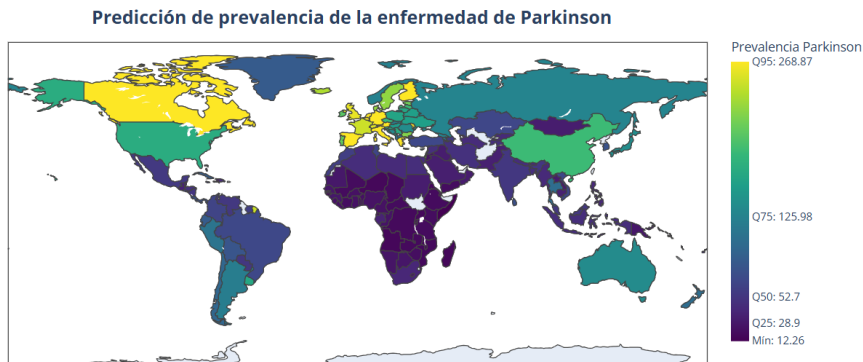 Predicción de prevalencia de la enfermedad de Parkinson
Prevalencia Parkinson
Q95: 268.87
Q75: 125.98
Q50: 52.7
Q25: 28.9
Mín: 12.26